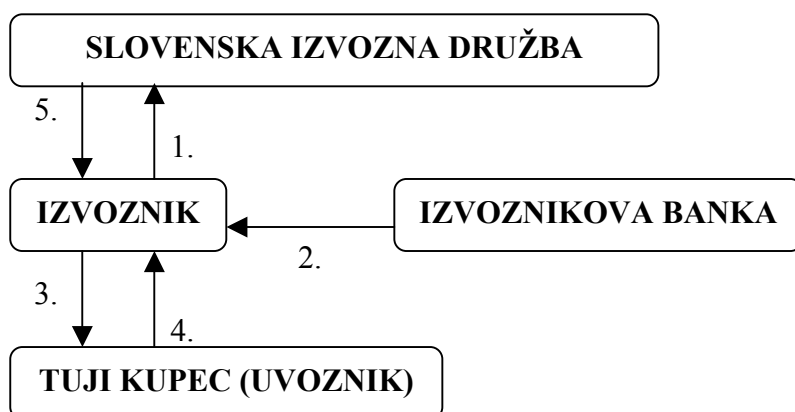 SLOVENSKA IZVOZNA DRUŽBA
5.
1.
IZVOZNIK
IZVOZNIKOVA BANKA
2.
3.
4.
TUJI KUPEC (UVOZNIK)